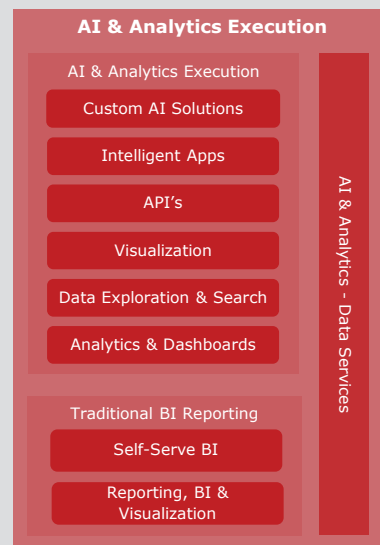 AI & Analytics Execution
AI & Analytics Execution
Custom AI Solutions
Intelligent Apps
API's
Visualization
Data Exploration & Search
Analytics & Dashboards
Traditional BI Reporting
Self-Serve BI
Reporting, BI &
Visualization
AI & Analytics - Data Services